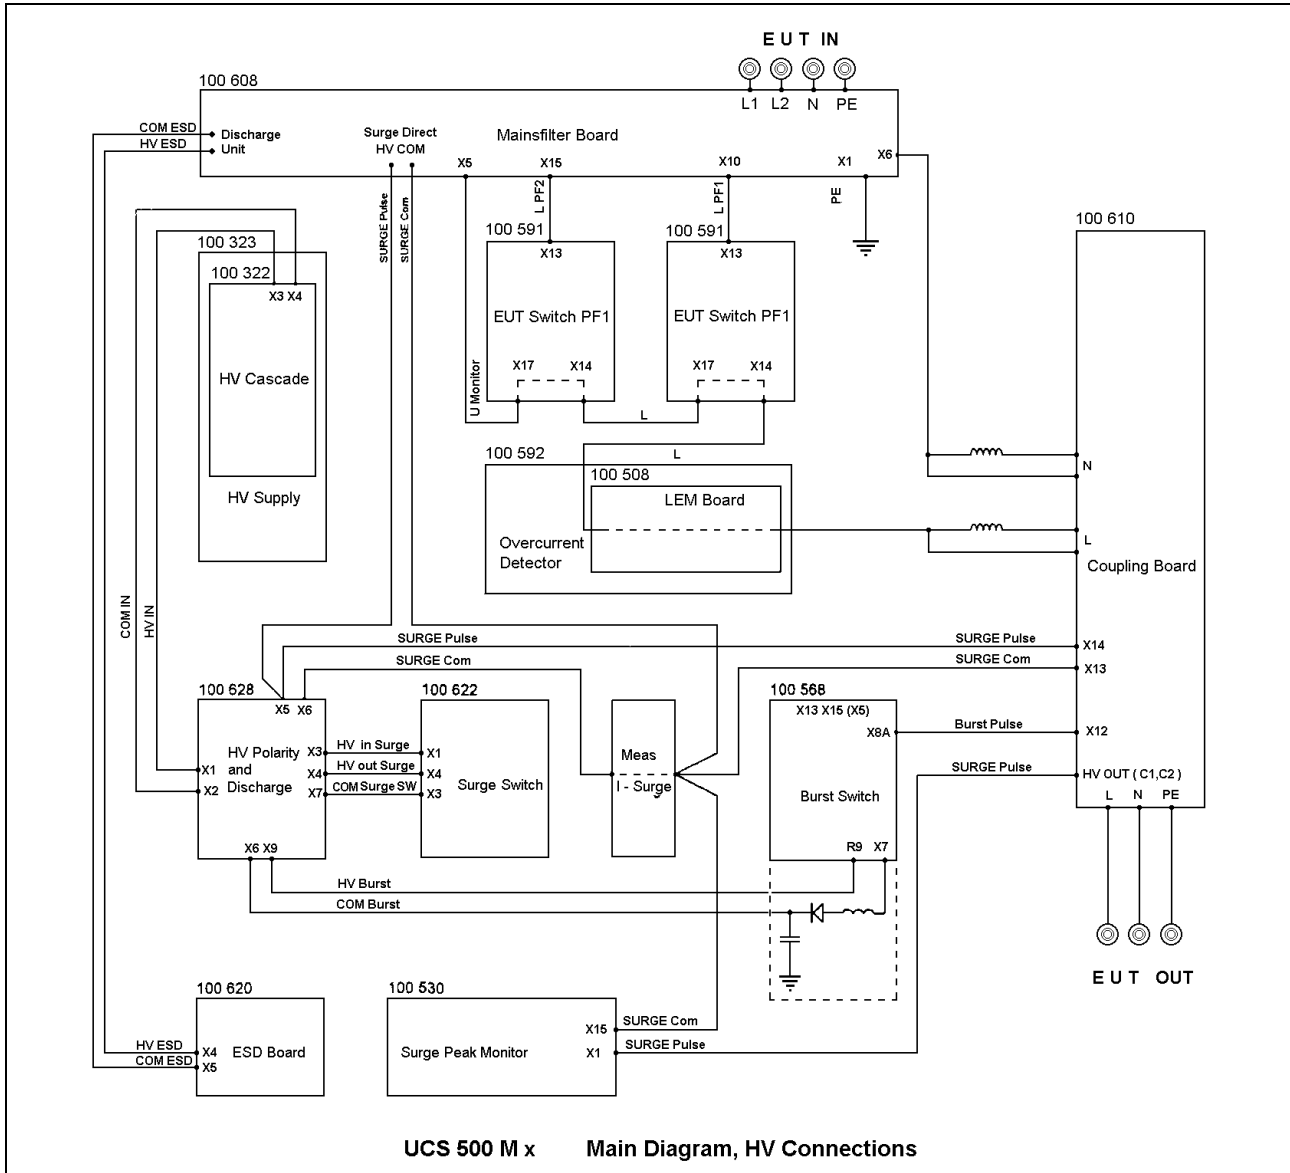 E U T IN
100 608
L1 L2 N PE
COM ESD
HV ESD
Discharge
Unit
Surge Direct
HV COM
Mainsfilter Board
X5
X15
X10
X1
X6
SURGE Pulse
SURGE Com
L PF2
L PF1
PE
100 591
X13
EUT Switch PF1
X17 X14
100 591
X13
EUT Switch PF1
X17 X14
U Monitor
L
100 610
100 323
100 322
X3 X4
HV Cascade
HV Supply
100 592
L
100 508
LEM Board
Overcurrent
Detector
N
L
Coupling Board
COM IN
HV IN
SURGE Pulse
SURGE Pulse
X14
SURGE Com
SURGE Com
X13
100 628
X5 X6
HV Polarity
and
Discharge
X1
X2
X3
X4
X7
X6 X9
HV in Surge
HV out Surge
COM Surge SW
100 622
X1
X4
X3
Surge Switch
Meas
I - Surge
100 568
X13 X15 (X5)
X8A
Burst Switch
R9 X7
Burst Pulse
X12
SURGE Pulse
HV OUT ( C1,C2 )
L N PE
HV Burst
COM Burst
E U T OUT
100 620
HV ESD
COM ESD
X4
X5
ESD Board
100 530
Surge Peak Monitor
X15
X1
SURGE Com
SURGE Pulse
UCS 500 M x Main Diagram, HV Connections